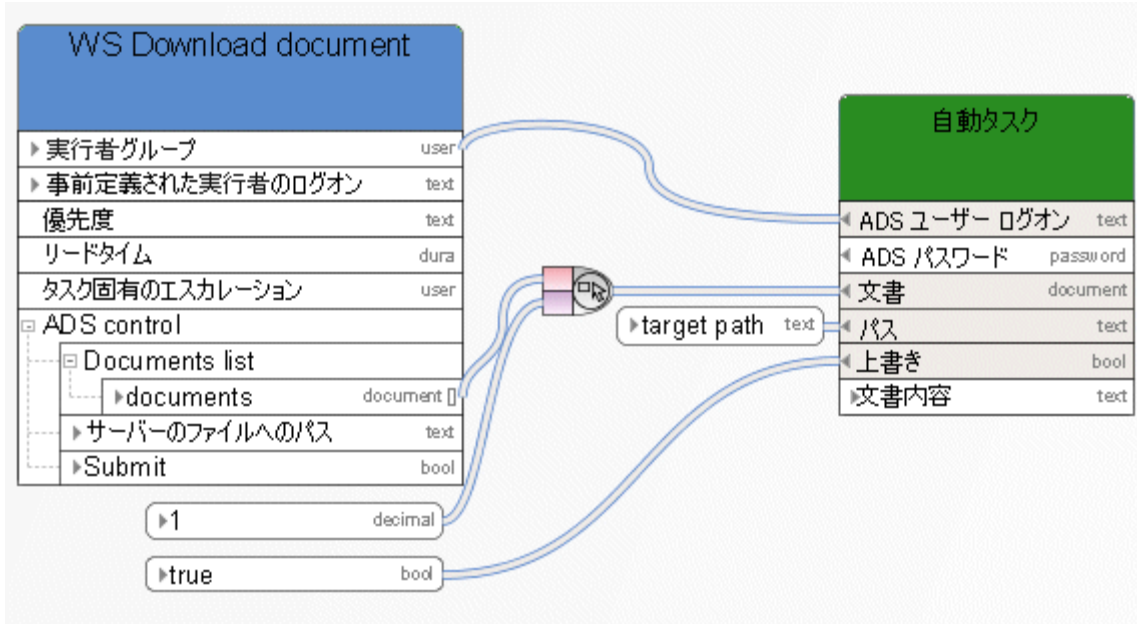 WS Download document
実行者グループ user
事前定義された実行者のログオン text
優先度 text
リードタイム dura
タスク固有のエスカレーション user
ADS control
Documents list
documents document []
サーバーのファイルへのパス text
Submit bool
1 decimal
true bool
target path text
自動タスク
ADS ユーザー ログオン text
ADS パスワード password
文書 document
パス text
上書き bool
文書内容 text